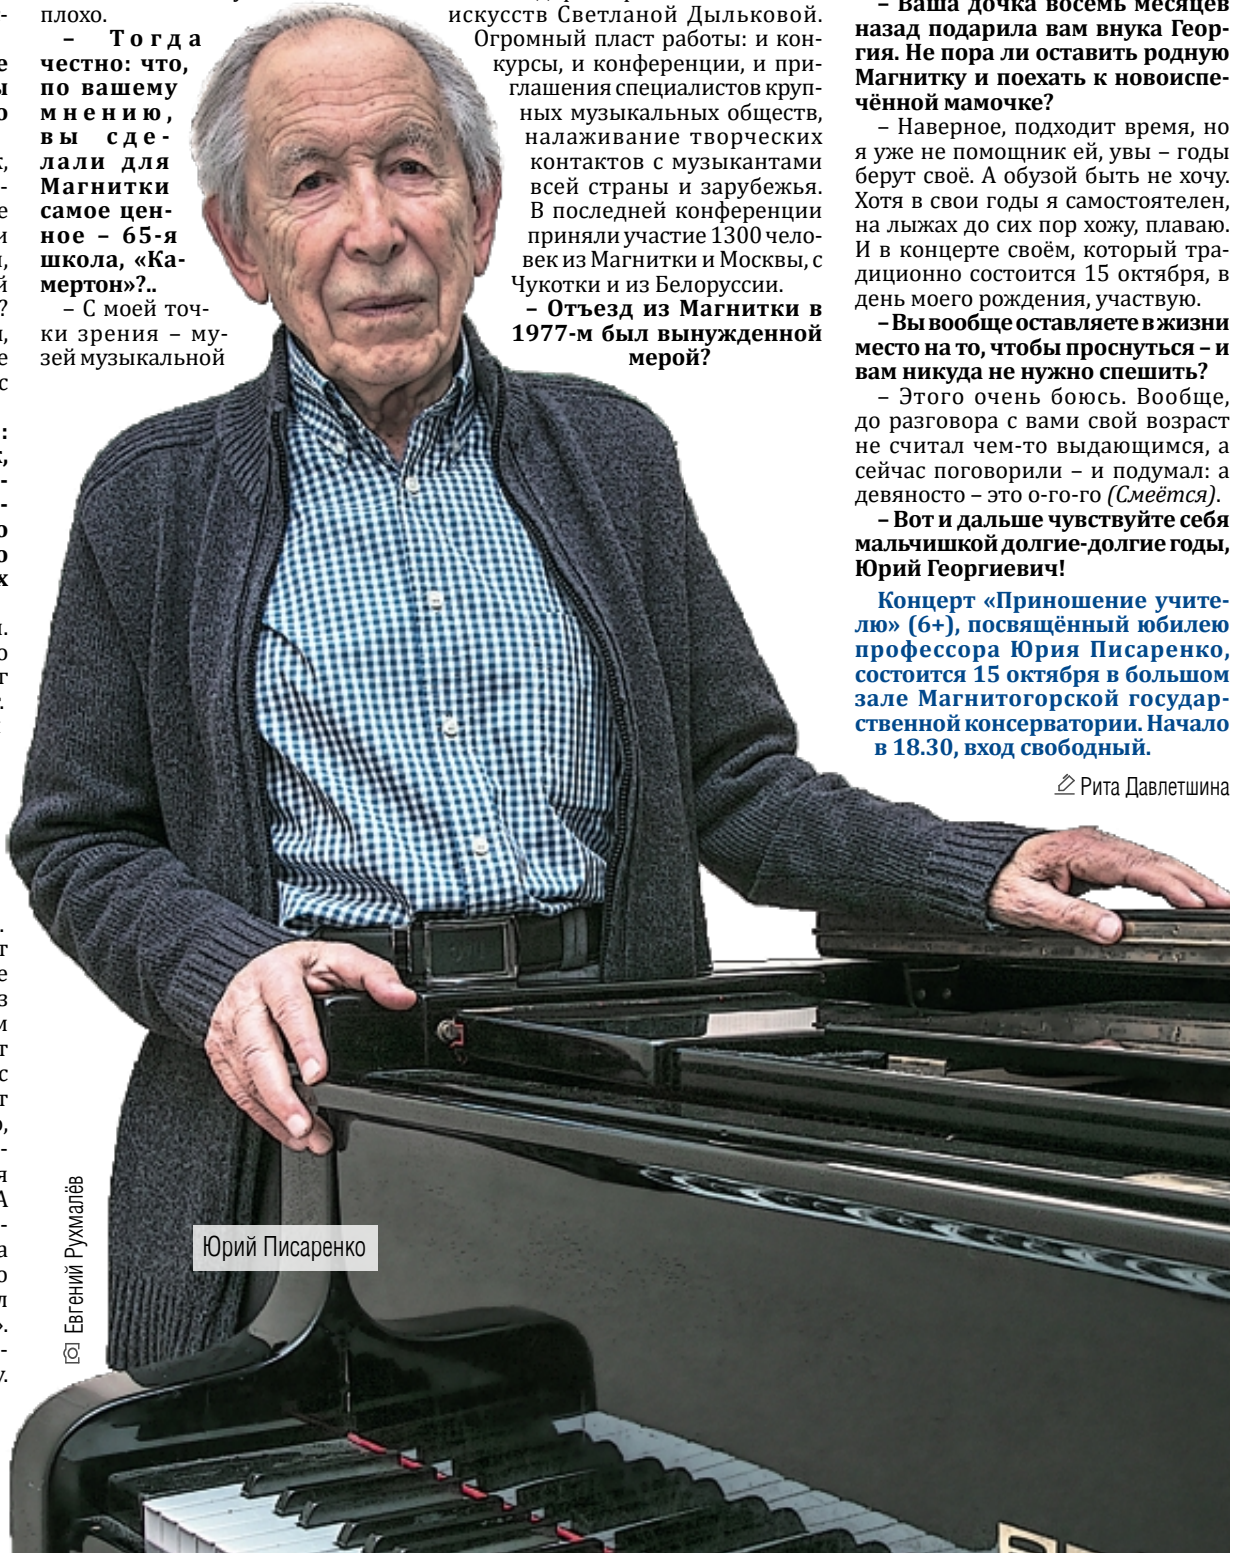 плохо.
– Тогда
честно: что,
по вашему
мнению,
вы сде-
лали для
Магнитки
самое цен-
ное – 65-я
школа, «Ка-
мертон»?..
– С моей точ-
ки зрения – му-
зей музыкальной
искусств Светланой Дыльковой.
Огромный пласт работы: и кон-
курсы, и конференции, и при-
глашения специалистов круп-
ных музыкальных обществ,
налаживание творческих
контактов с музыкантами
всей страны и зарубежья.
В последней конференции
приняли участие 1300 чело-
век из Магнитки и Москвы, с
Чукотки и из Белоруссии.
– Отъезд из Магнитки в
1977-м был вынужденной
мерой?
– Ваша дочка восемь месяцев
назад подарила вам внука Геор-
гия. Не пора ли оставить родную
Магнитку и поехать к новоиспе-
чённой мамочке?
– Наверное, подходит время, но
я уже не помощник ей, увы – годы
берут своё. А обузой быть не хочу.
Хотя в свои годы я самостоятелен,
на лыжах до сих пор хожу, плаваю.
И в концерте своём, который тра-
диционно состоится 15 октября, в
день моего рождения, участвую.
– Вы вообще оставляете в жизни
место на то, чтобы проснуться – и
вам никуда не нужно спешить?
– Этого очень боюсь. Вообще,
до разговора с вами свой возраст
не считал чем-то выдающимся, а
сейчас поговорили – и подумал: а
девяносто – это о-го-го (Смеётся).
– Вот и дальше чувствуйте себя
мальчишкой долгие-долгие годы,
Юрий Георгиевич!
Концерт «Приношение учите-
лю» (6+), посвящённый юбилею
профессора Юрия Писаренко,
состоится 15 октября в большом
зале Магнитогорской государ-
ственной консерватории. Начало
в 18.30, вход свободный.
Рита Давлетшина
Евгений Рухмалёв
Юрий Писаренко